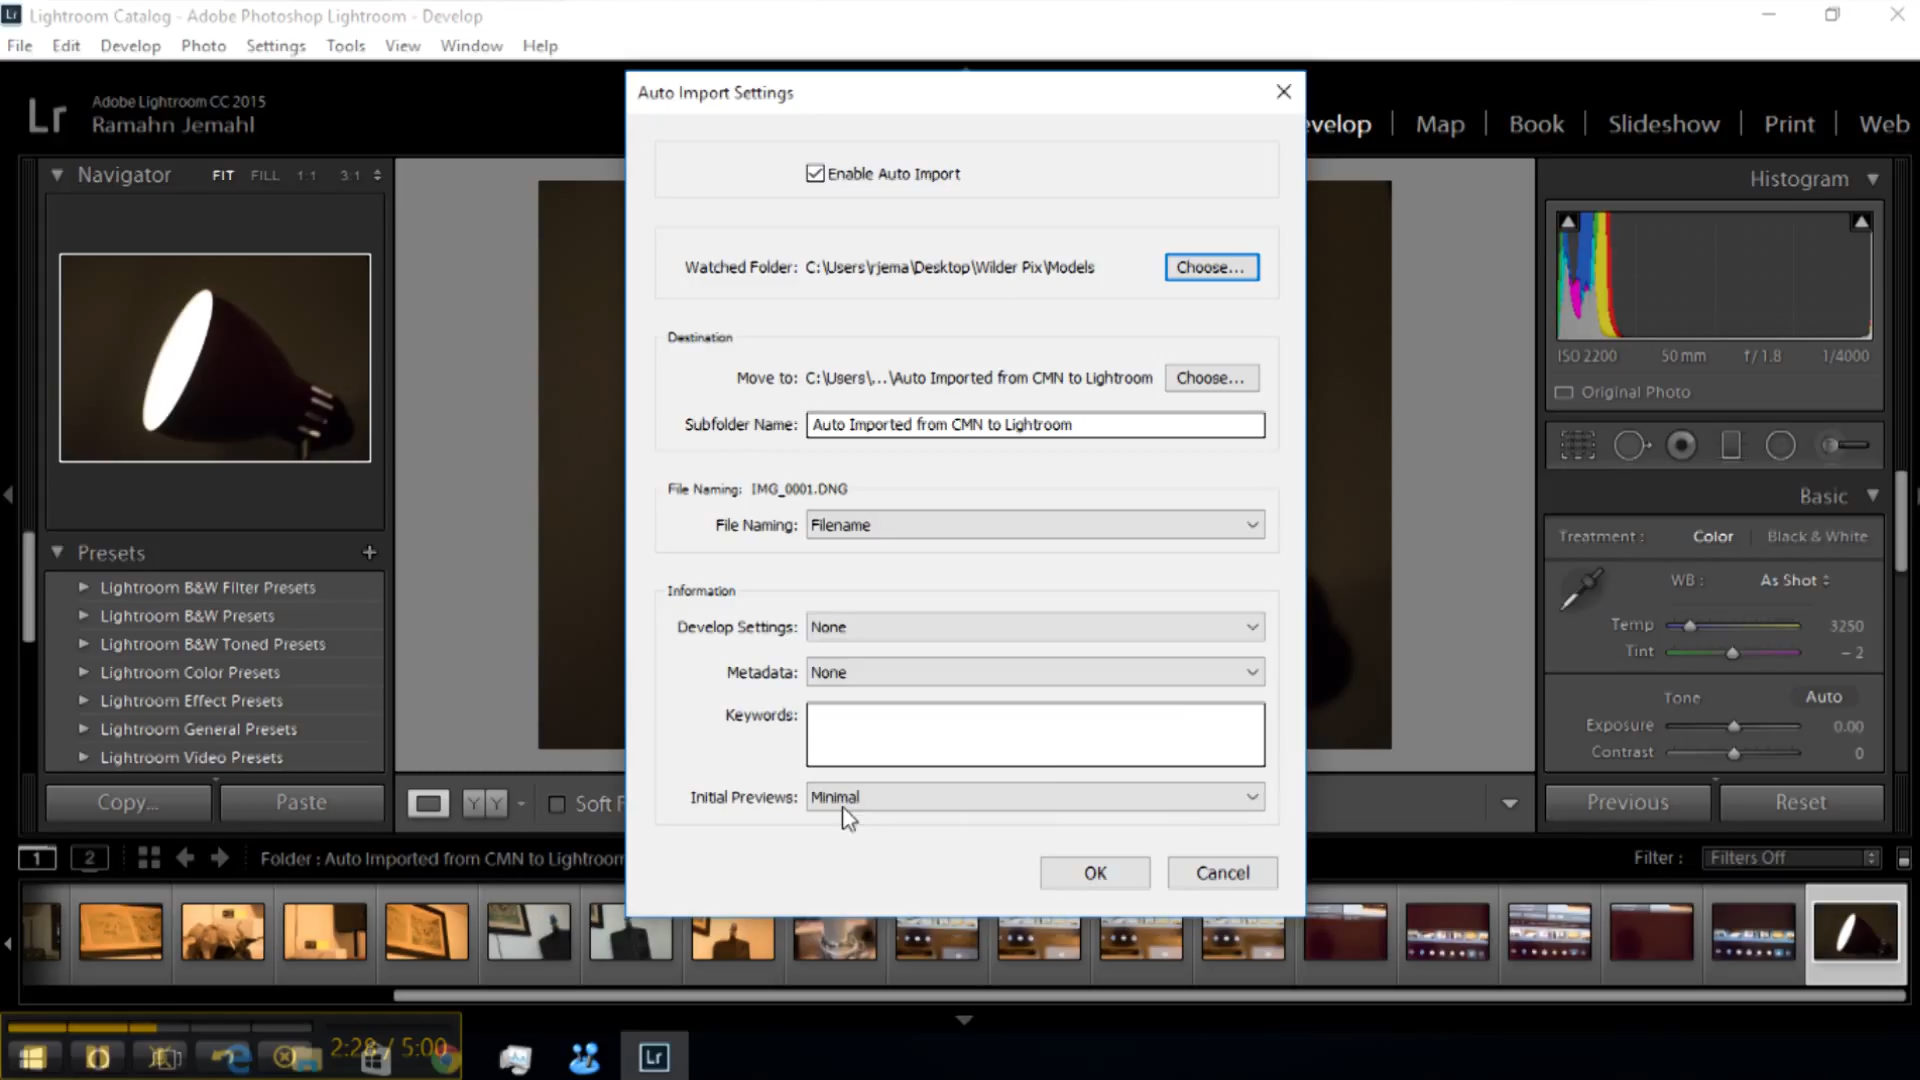 Lr Lightroom Catalog - Adobe Photoshop Lightroom - Develop
File Edit Develop Photo Settings Tools View Window Help
Lr
Adobe Lightroom CC 2015
Ramahn Jemahl
evelop | Map | Book | Slideshow | Print | Web
Navigator FIT FILL 1:1 3:1
Presets +
Lightroom B&W Filter Presets
Lightroom B&W Presets
Lightroom B&W Toned Presets
Lightroom Color Presets
Lightroom Effect Presets
Lightroom General Presets
Lightroom Video Presets
Copy... Paste
Auto Import Settings
Enable Auto Import
Watched Folder: C:\Users\rjema\Desktop\Wilder Pix\Models Choose...
Destination
Move to: C:\Users\...\Auto Imported from CMN to Lightroom Choose...
Subfolder Name: Auto Imported from CMN to Lightroom
File Naming: IMG_0001.DNG
File Naming: Filename
Information
Develop Settings: None
Metadata: None
Keywords:
Initial Previews: Minimal
OK Cancel
Histogram
ISO 2200 50 mm f / 1.8 1/4000
Original Photo
Basic
Treatment : Color | Black & White
WB : As Shot
Temp 3250
Tint – 2
Tone Auto
Exposure 0.00
Contrast 0
YY Soft F
Previous Reset
1 2 Folder : Auto Imported from CMN to Lightroom
Filter : Filters Off
2:28 / 5:00
Lr